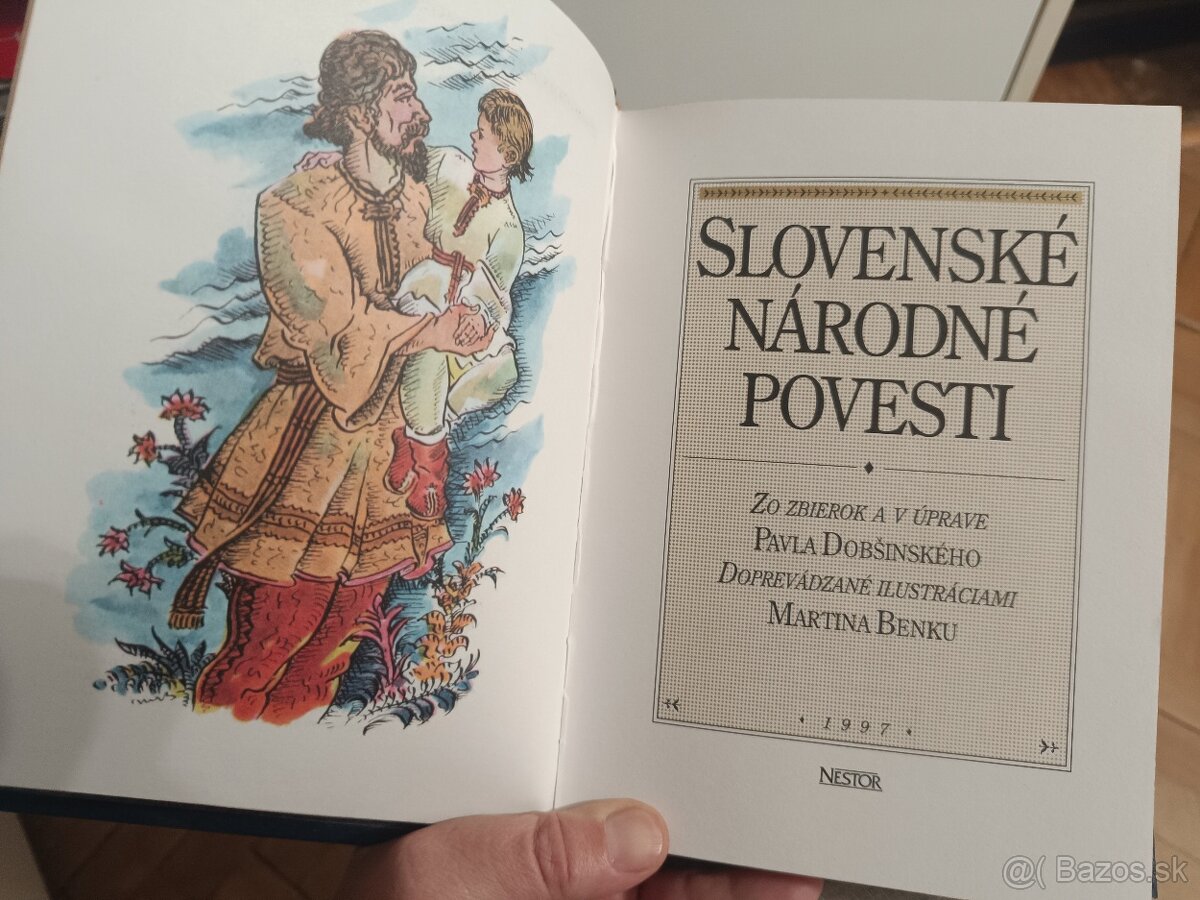 SLOVENSKÉ
NÁRODNÉ
POVESTI
ZO ZBIEROK A V ÚPRAVE
PAVLA DOBŠINSKÉHO
DOPREVÁDZANÉ ILUSTRÁCIAMI
MARTINA BENKU
1997
NESTOR
@( Bazos.sk